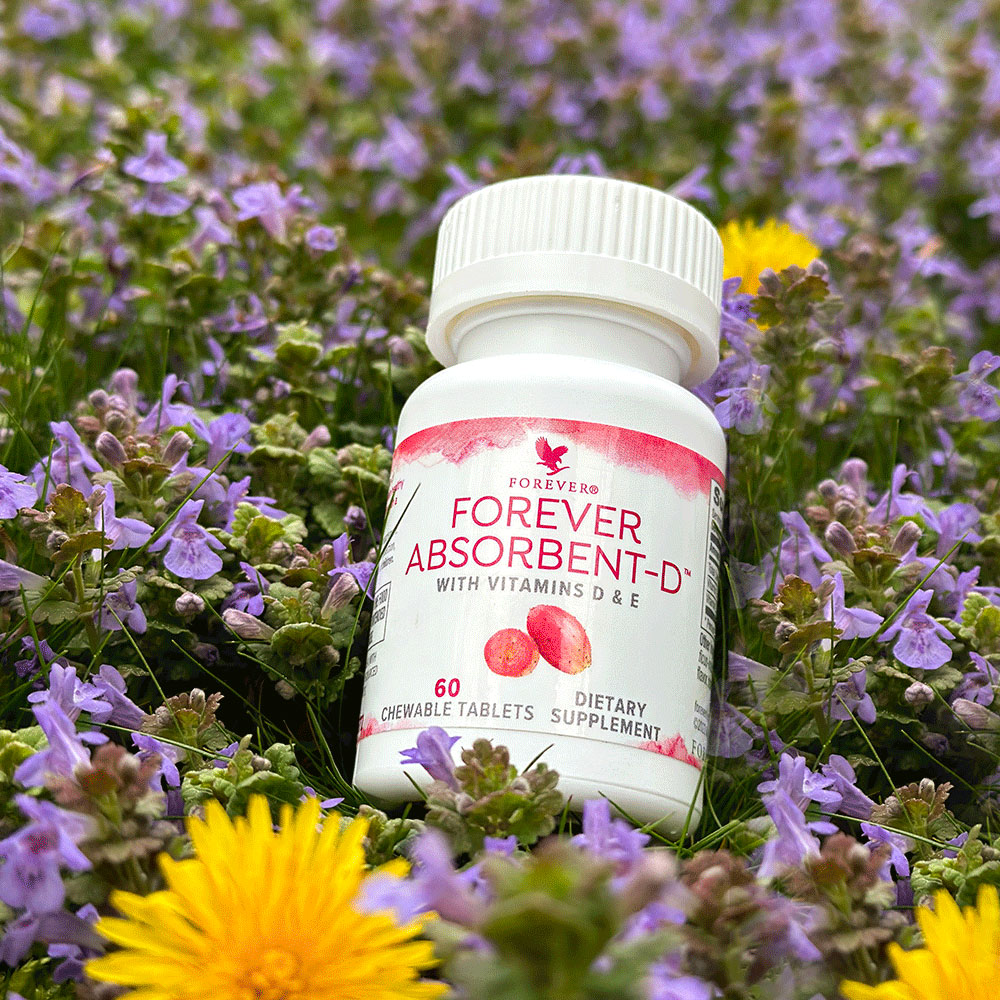 FOREVER®
FOREVER
ABSORBENT-D™
WITH VITAMINS D & E
60
CHEWABLE TABLETS
DIETARY
SUPPLEMENT